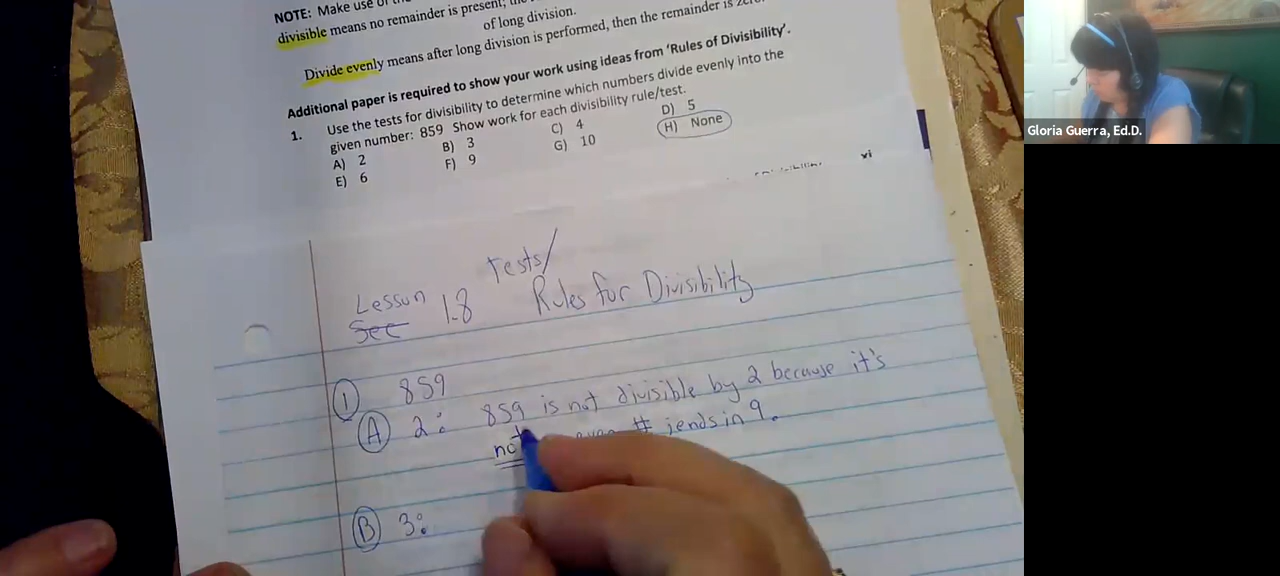 NOTE: Make use of
divisible means no remainder is present;
of long division.
Divide evenly means after long division is performed, then the remainder is zero.
Additional paper is required to show your work using ideas from 'Rules of Divisibility'.
1. Use the tests for divisibility to determine which numbers divide evenly into the
given number: 859 Show work for each divisibility rule/test.
A) 2 B) 3 C) 4 D) 5
E) 6 F) 9 G) 10 H) None
xi
Gloria Guerra, Ed.D.
Tests/
Lesson
See 1.8 Rules for Divisibility
1 859
A 2: 859 is not divisible by 2 because it's
not even # ; ends in 9.
B 3: